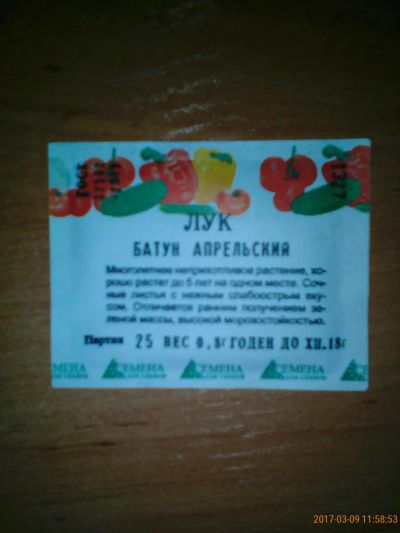 ГОСТ
ЛУК
БАТУН АПРЕЛЬСКИЙ
Многолетнее неприхотливое растение, хо-
рошо растет до 5 лет на одном месте. Соч-
ные листья с нежным слабоострым вку-
сом. Отличается ранним получением зе-
леной массы, высокой морозостойкостью.
Партия 25 ВЕС 0,8г ГОДЕН ДО XII.18г
СЕМЕНА СЕМЕНА СЕМЕНА СЕМЕНА
2017-03-09 11:58:53